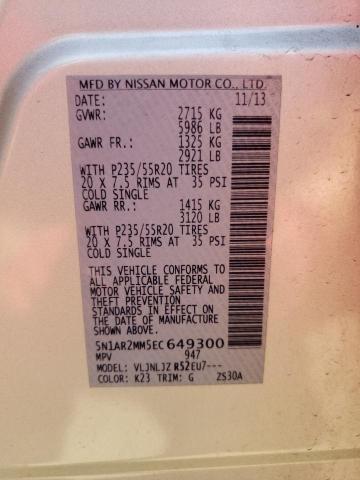 MFD BY NISSAN MOTOR CO., LTD
DATE: 11/13
GVWR: 2715 KG
5986 LB
GAWR FR: 1325 KG
2921 LB
WITH P235/55R20 TIRES
20 X 7.5 RIMS AT 35 PSI
COLD SINGLE
GAWR RR: 1415 KG
3120 LB
WITH P235/55R20 TIRES
20 X 7.5 RIMS AT 35 PSI
COLD SINGLE
THIS VEHICLE CONFORMS TO
ALL APPLICABLE FEDERAL
MOTOR VEHICLE SAFETY AND
THEFT PREVENTION
STANDARDS IN EFFECT ON
THE DATE OF MANUFACTURE
SHOWN ABOVE
5N1AR2MM5EC649300
MPV 947
MODEL: VLJNLJZ R52EU7---
COLOR: K23 TRIM: G ZS30A